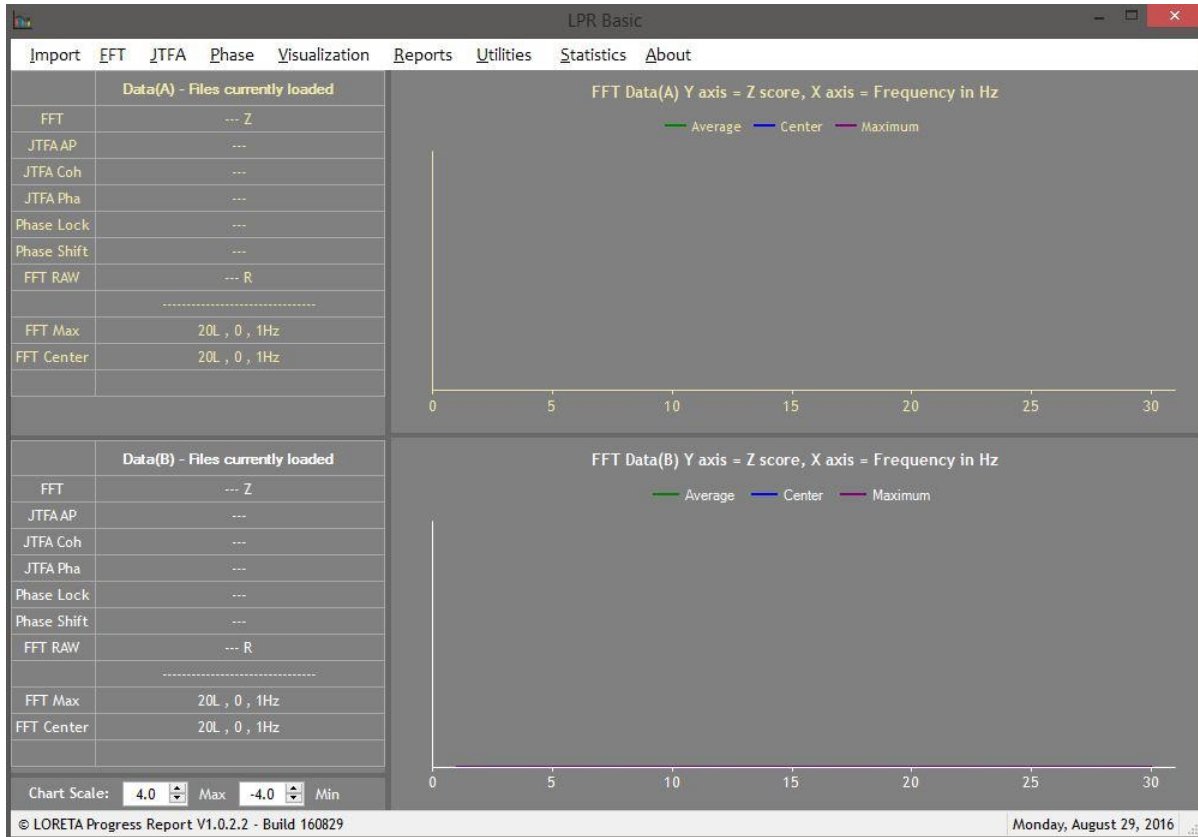 LPR Basic
Import FFT JTFA Phase Visualization Reports Utilities Statistics About
Data(A) - Files currently loaded
FFT --- Z
JTFA AP ---
JTFA Coh ---
JTFA Pha ---
Phase Lock ---
Phase Shift ---
FFT RAW --- R
--------------------------------
FFT Max 20L , 0 , 1Hz
FFT Center 20L , 0 , 1Hz
FFT Data(A) Y axis = Z score, X axis = Frequency in Hz
Average Center Maximum
0 5 10 15 20 25 30
Data(B) - Files currently loaded
FFT --- Z
JTFA AP ---
JTFA Coh ---
JTFA Pha ---
Phase Lock ---
Phase Shift ---
FFT RAW --- R
--------------------------------
FFT Max 20L , 0 , 1Hz
FFT Center 20L , 0 , 1Hz
FFT Data(B) Y axis = Z score, X axis = Frequency in Hz
Average Center Maximum
0 5 10 15 20 25 30
Chart Scale: 4.0 Max -4.0 Min
© LORETA Progress Report V1.0.2.2 - Build 160829
Monday, August 29, 2016